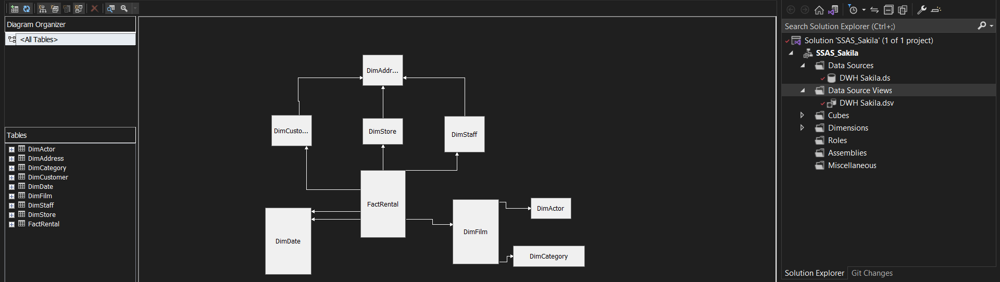 Diagram Organizer
<All Tables>
Tables
DimActor
DimAddress
DimCategory
DimCustomer
DimDate
DimFilm
DimStaff
DimStore
FactRental
DimAddr...
DimCusto...
DimStore
DimStaff
FactRental
DimDate
DimFilm
DimActor
DimCategory
Search Solution Explorer (Ctrl+;)
Solution 'SSAS_Sakila' (1 of 1 project)
SSAS_Sakila
Data Sources
DWH Sakila.ds
Data Source Views
DWH Sakila.dsv
Cubes
Dimensions
Roles
Assemblies
Miscellaneous
Solution Explorer Git Changes